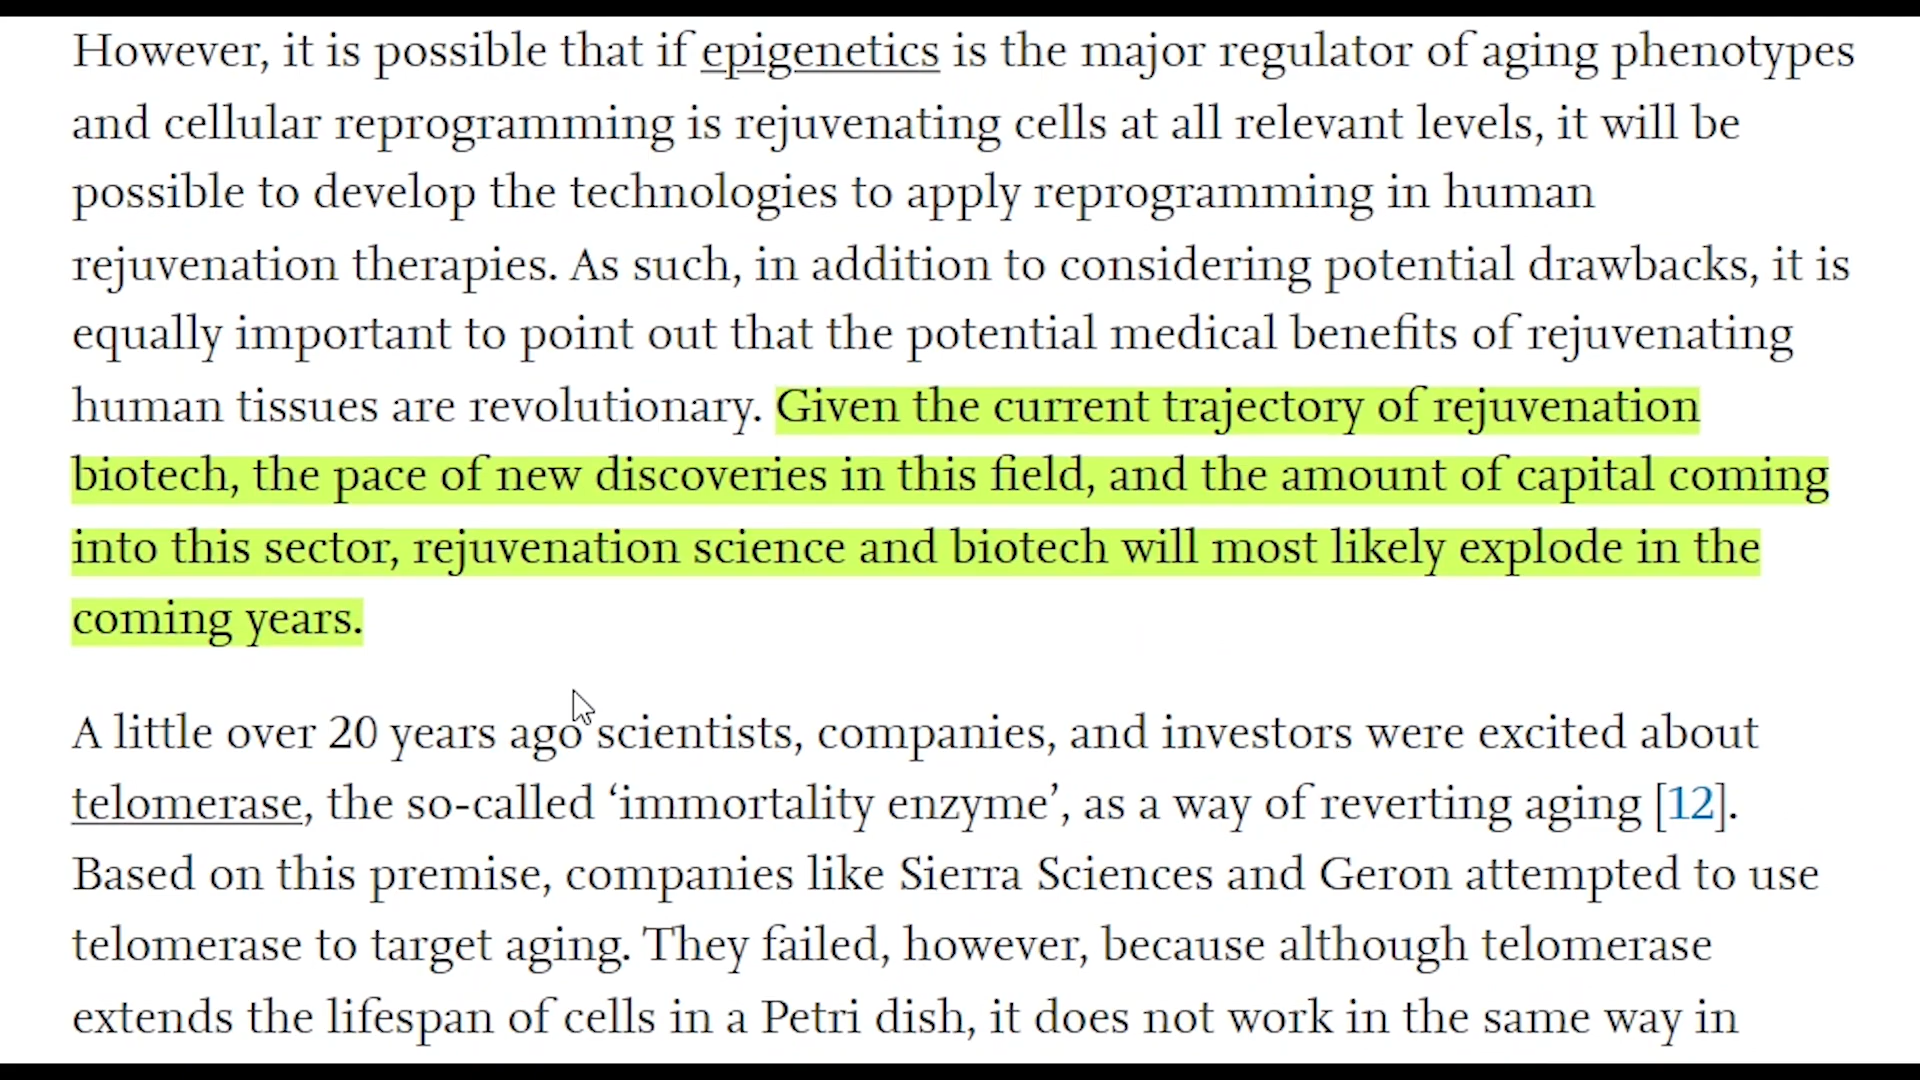 However, it is possible that if epigenetics is the major regulator of aging phenotypes
and cellular reprogramming is rejuvenating cells at all relevant levels, it will be
possible to develop the technologies to apply reprogramming in human
rejuvenation therapies. As such, in addition to considering potential drawbacks, it is
equally important to point out that the potential medical benefits of rejuvenating
human tissues are revolutionary. Given the current trajectory of rejuvenation
biotech, the pace of new discoveries in this field, and the amount of capital coming
into this sector, rejuvenation science and biotech will most likely explode in the
coming years.
A little over 20 years ago scientists, companies, and investors were excited about
telomerase, the so-called ‘immortality enzyme’, as a way of reverting aging [12].
Based on this premise, companies like Sierra Sciences and Geron attempted to use
telomerase to target aging. They failed, however, because although telomerase
extends the lifespan of cells in a Petri dish, it does not work in the same way in